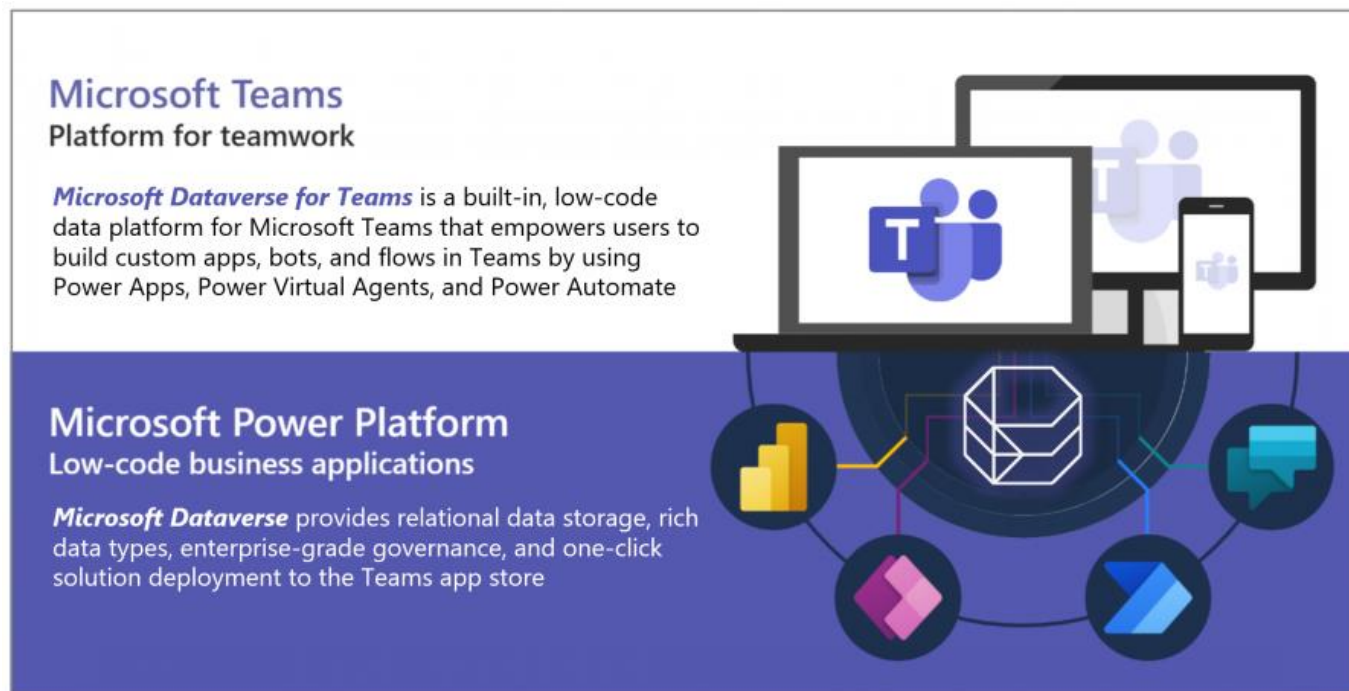 Microsoft Teams
Platform for teamwork
Microsoft Dataverse for Teams is a built-in, low-code
data platform for Microsoft Teams that empowers users to
build custom apps, bots, and flows in Teams by using
Power Apps, Power Virtual Agents, and Power Automate
T
T
T
Microsoft Power Platform
Low-code business applications
Microsoft Dataverse provides relational data storage, rich
data types, enterprise-grade governance, and one-click
solution deployment to the Teams app store